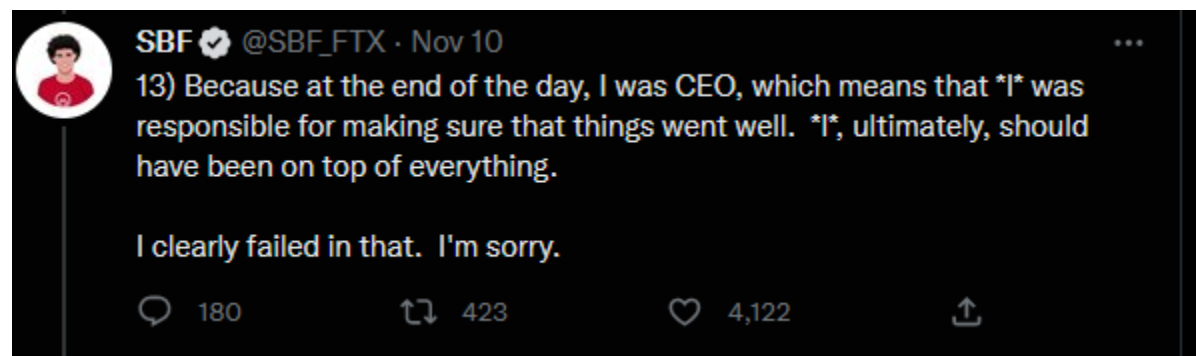 SBF @SBF_FTX · Nov 10
13) Because at the end of the day, I was CEO, which means that *I* was
responsible for making sure that things went well.  *I*, ultimately, should
have been on top of everything.
I clearly failed in that.  I'm sorry.
180 423 4,122